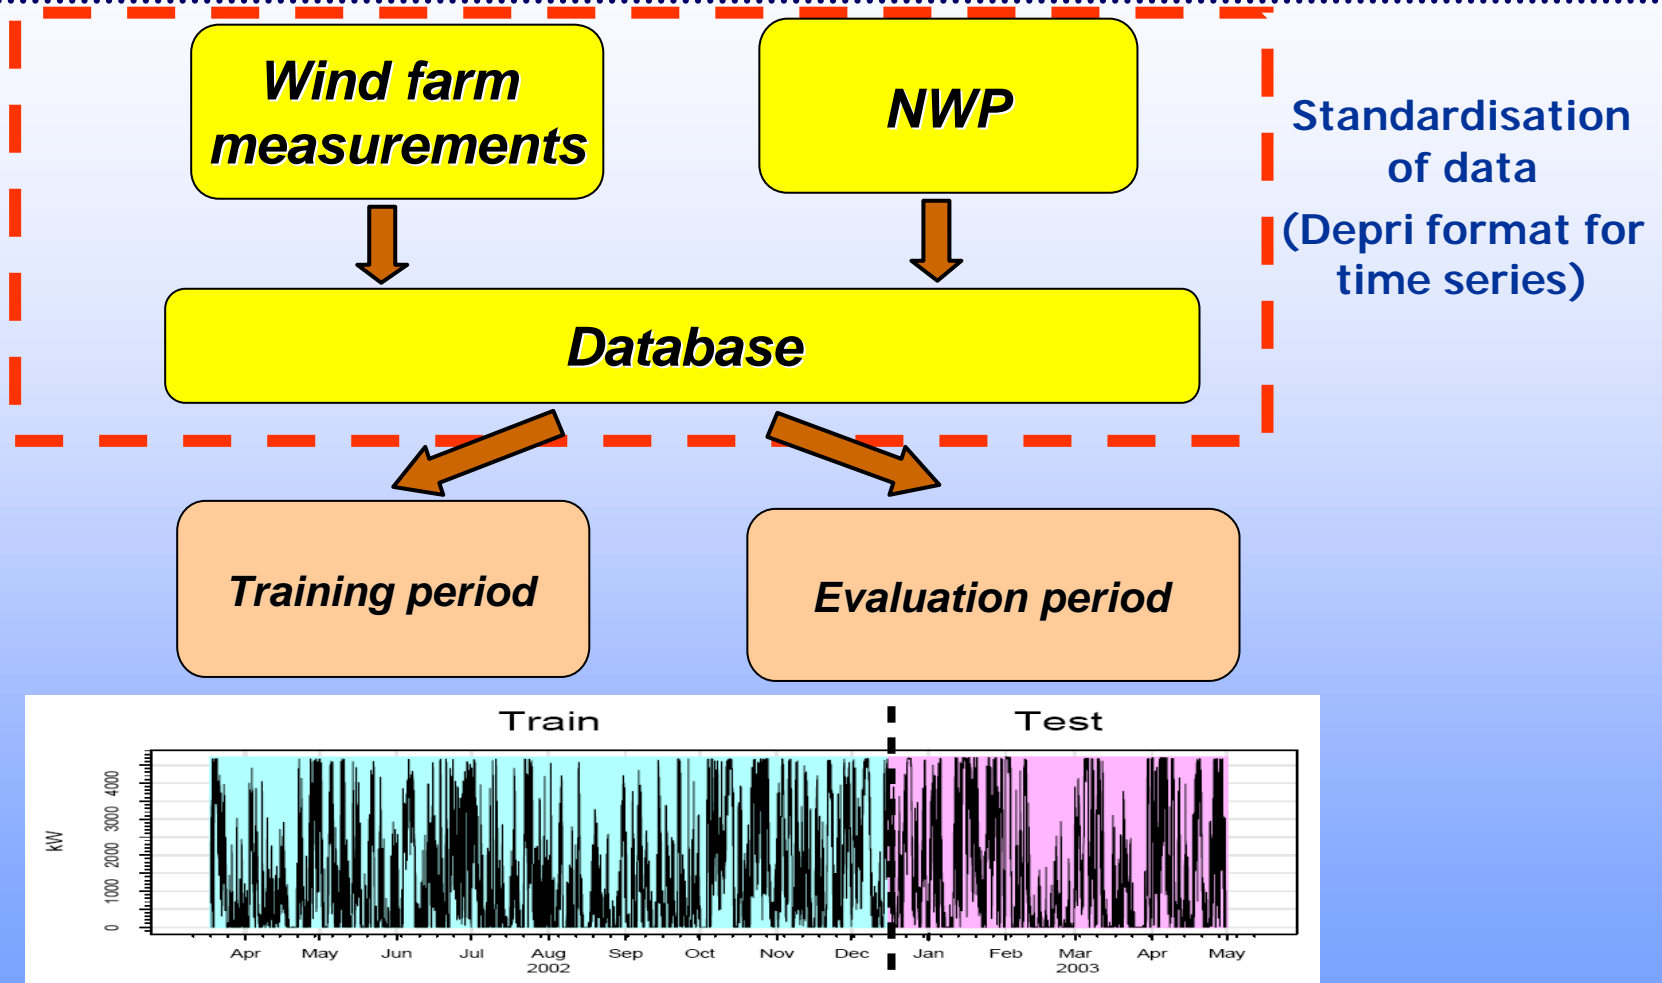 Wind farm
measurements
NWP
Standardisation
of data
(Depri format for
time series)
Database
Training period
Evaluation period
Train
Test
kW
4000
3000
2000
1000
0
Apr May Jun Jul Aug Sep Oct Nov Dec Jan Feb Mar Apr May
2002 2003